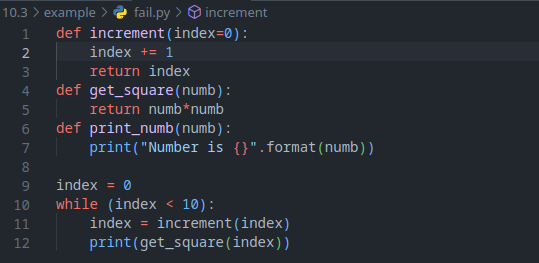 10.3 > example > fail.py > increment
1 def increment(index=0):
2     index += 1
3     return index
4 def get_square(numb):
5     return numb*numb
6 def print_numb(numb):
7     print("Number is {}".format(numb))
8
9 index = 0
10 while (index < 10):
11     index = increment(index)
12     print(get_square(index))